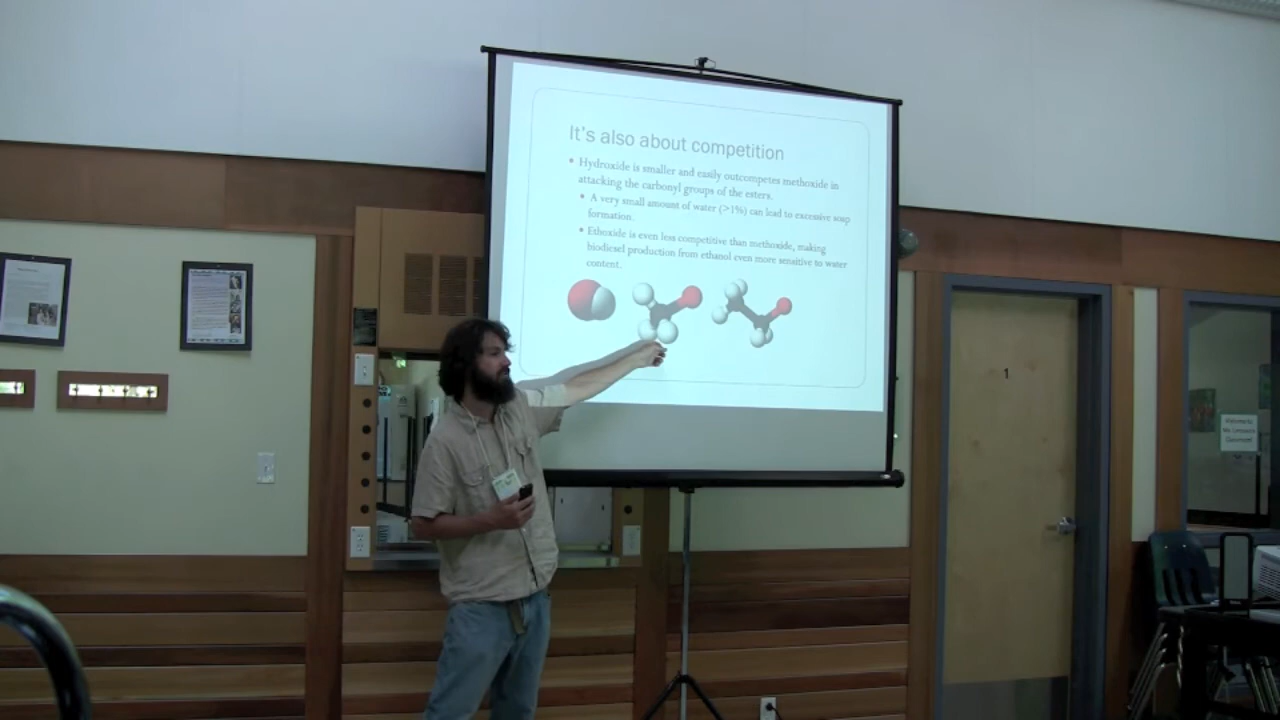 It's also about competition
Hydroxide is smaller and easily outcompetes methoxide in
attacking the carbonyl groups of the esters.
A very small amount of water (>1%) can lead to excessive soap
formation.
Ethoxide is even less competitive than methoxide, making
biodiesel production from ethanol even more sensitive to water
content.
1